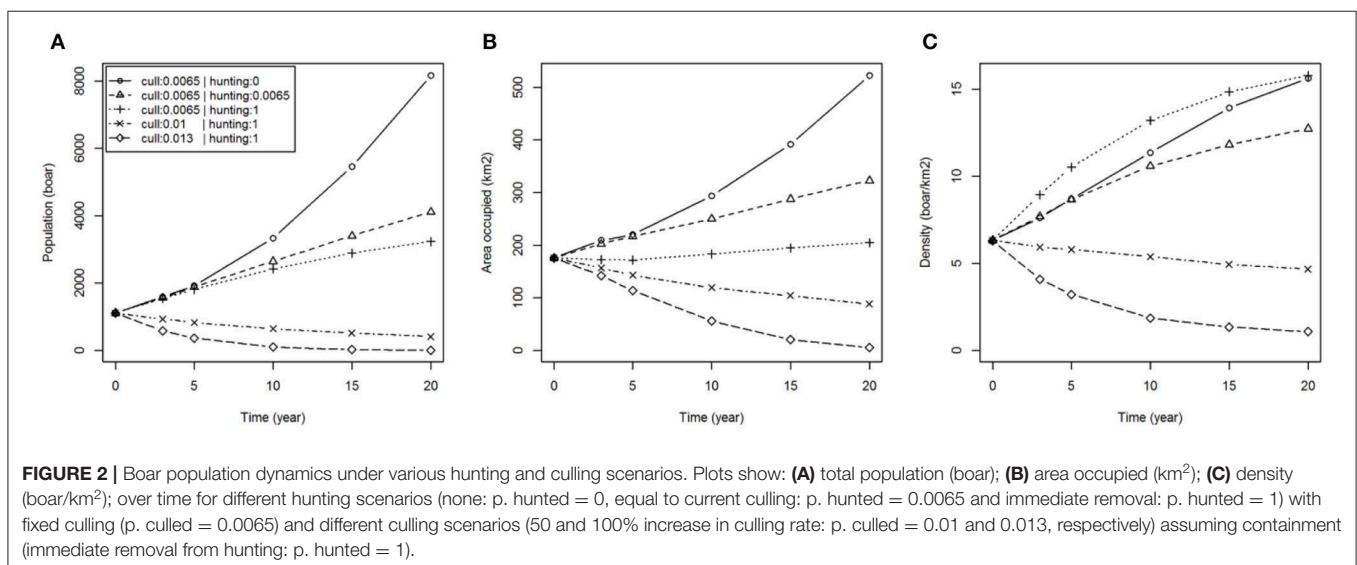 A
B
C
cull:0.0065 | hunting:0
cull:0.0065 | hunting:0.0065
cull:0.0065 | hunting:1
cull:0.01 | hunting:1
cull:0.013 | hunting:1
Population (boar)
0 2000 4000 6000 8000
0 5 10 15 20
Time (year)
Area occupied (km2)
0 100 200 300 400 500
0 5 10 15 20
Time (year)
Density (boar/km2)
0 5 10 15
0 5 10 15 20
Time (year)
FIGURE 2 | Boar population dynamics under various hunting and culling scenarios. Plots show: (A) total population (boar); (B) area occupied (km²); (C) density
(boar/km²); over time for different hunting scenarios (none: p. hunted = 0, equal to current culling: p. hunted = 0.0065 and immediate removal: p. hunted = 1) with
fixed culling (p. culled = 0.0065) and different culling scenarios (50 and 100% increase in culling rate: p. culled = 0.01 and 0.013, respectively) assuming containment
(immediate removal from hunting: p. hunted = 1).